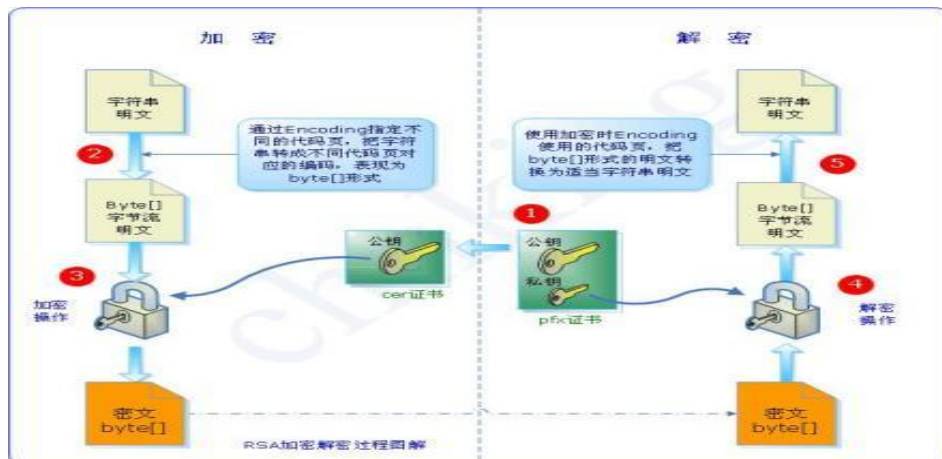 加 密
解 密
字符串
明文
字符串
明文
2
通过Encoding指定不
同的代码页，把字符
串转成不同代码页对
应的编码，表现为
byte[]形式
使用加密时Encoding
使用的代码页，把
byte[]形式的明文转
换为适当字符串明文
5
Byte[]
字节流
明文
1
Byte[]
字节流
明文
公钥
公钥
3
私钥
4
加密
操作
cer证书
pfx证书
解密
操作
密文
byte[]
密文
byte[]
RSA加密解密过程图解